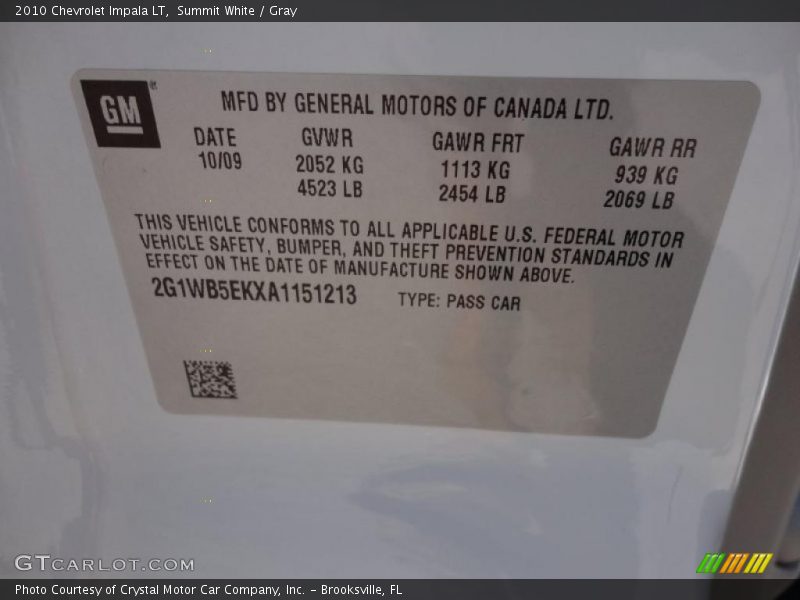 2010 Chevrolet Impala LT, Summit White / Gray
GM
MFD BY GENERAL MOTORS OF CANADA LTD.
DATE GVWR GAWR FRT GAWR RR
10/09 2052 KG 1113 KG 939 KG
4523 LB 2454 LB 2069 LB
THIS VEHICLE CONFORMS TO ALL APPLICABLE U.S. FEDERAL MOTOR
VEHICLE SAFETY, BUMPER, AND THEFT PREVENTION STANDARDS IN
EFFECT ON THE DATE OF MANUFACTURE SHOWN ABOVE.
2G1WB5EKXA1151213 TYPE: PASS CAR
GTCARLOT.COM
Photo Courtesy of Crystal Motor Car Company, Inc. – Brooksville, FL